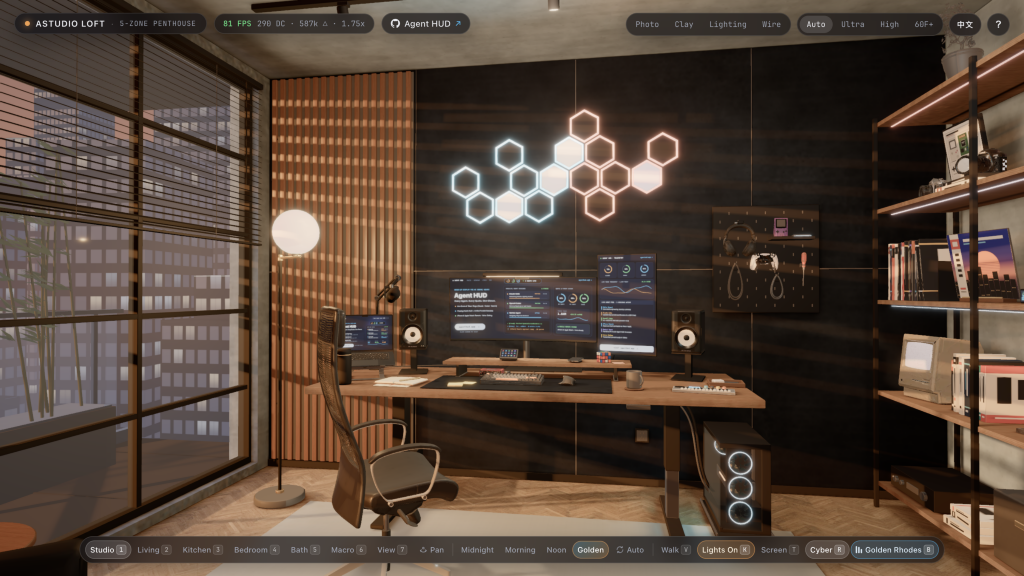 ASTUDIO LOFT · S-ZONE PENTHOUSE
81 FPS 290 DC · 587k △ · 1.75x
Agent HUD ↗
Photo Clay Lighting Wire
Auto Ultra High 60F+
中文
?
Agent HUD
Studio 1 Living 2 Kitchen 3 Bedroom 4 Bath 5 Macro 6 View 7 Pan Midnight Morning Noon Golden Auto Walk V Lights On K Screen T Cyber R Golden Rhodes B